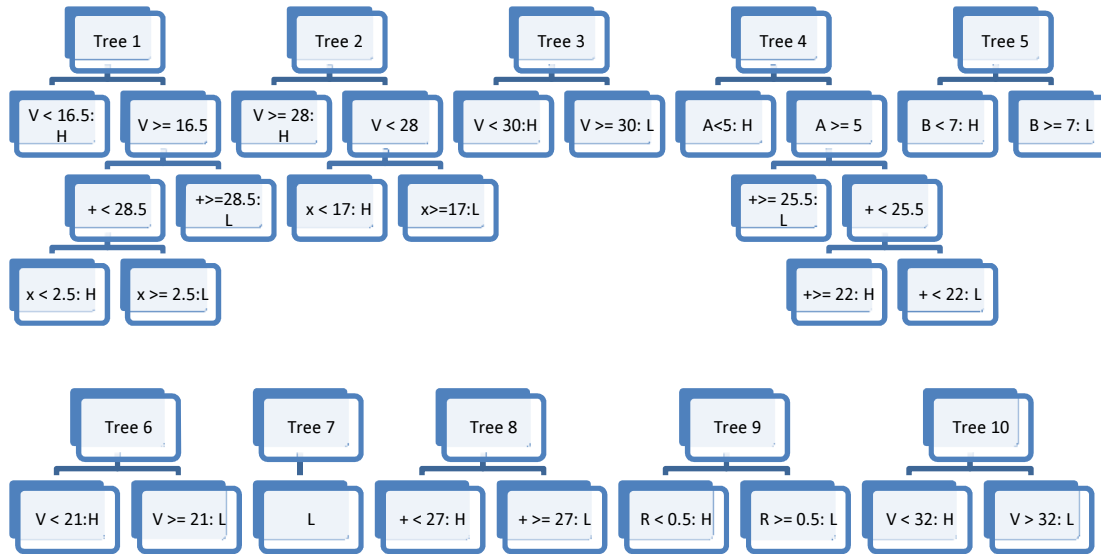 Tree 1
Tree 2
Tree 3
Tree 4
Tree 5
V < 16.5:
H
V >= 16.5
V >= 28:
H
V < 28
V < 30:H
V >= 30: L
A<5: H
A >= 5
B < 7: H
B >= 7: L
+ < 28.5
+>=28.5:
L
x < 17: H
x>=17:L
+>= 25.5:
L
+ < 25.5
x < 2.5: H
x >= 2.5:L
+>= 22: H
+ < 22: L
Tree 6
Tree 7
Tree 8
Tree 9
Tree 10
V < 21:H
V >= 21: L
L
+ < 27: H
+ >= 27: L
R < 0.5: H
R >= 0.5: L
V < 32: H
V > 32: L